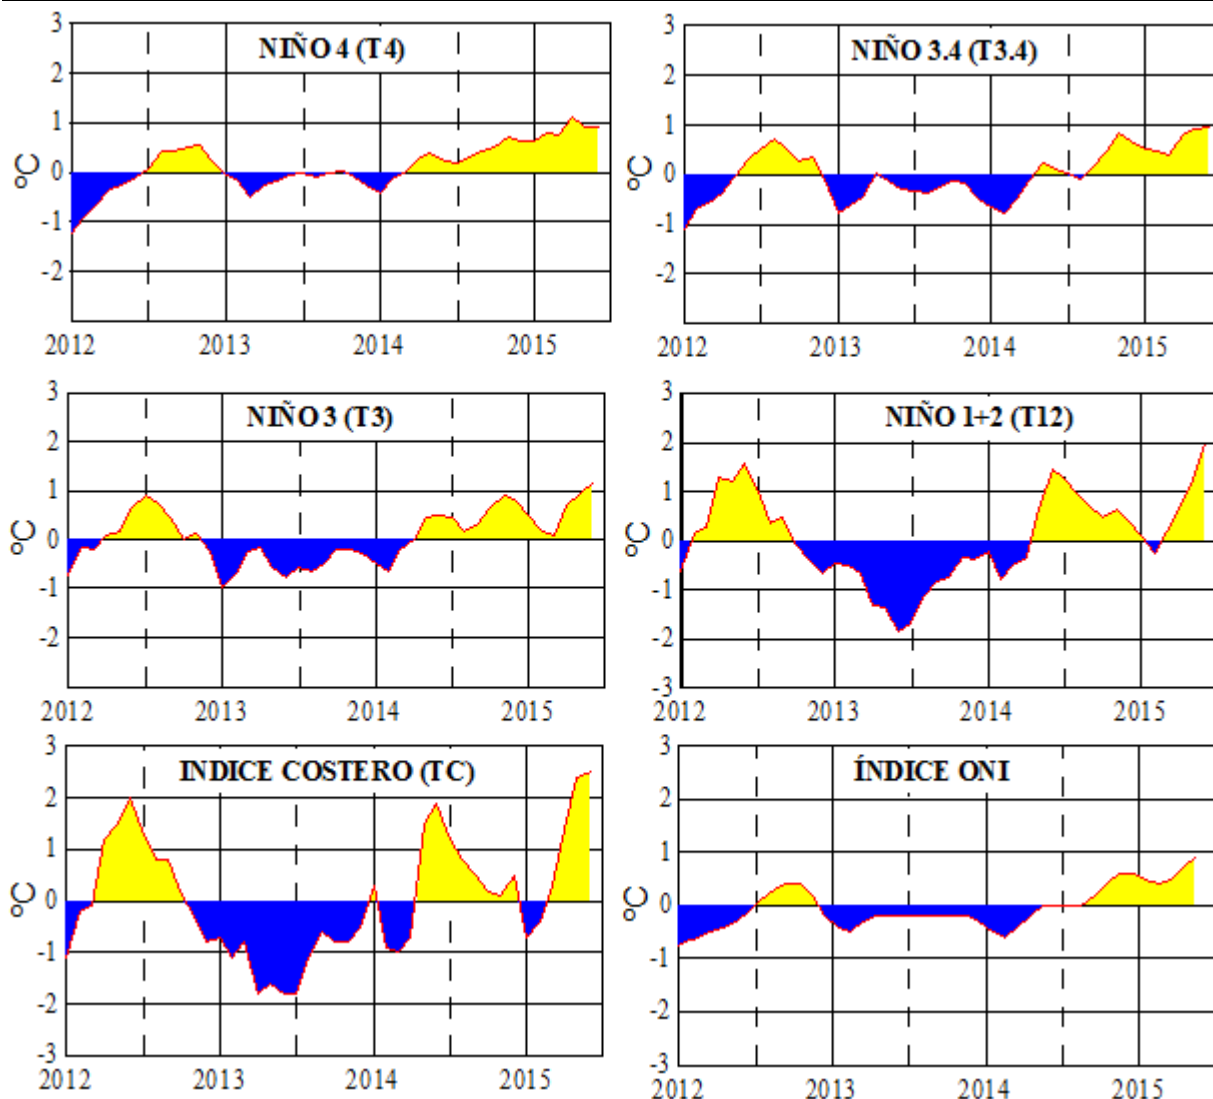 3
NIÑO 4 (T4)
2
1
0
-1
-2
°C
2012 2013 2014 2015
3
NIÑO 3.4 (T3.4)
2
1
0
-1
-2
°C
2012 2013 2014 2015
3
NIÑO 3 (T3)
2
1
0
-1
-2
°C
2012 2013 2014 2015
3
NIÑO 1+2 (T12)
2
1
0
-1
-2
-3
°C
2012 2013 2014 2015
3
INDICE COSTERO (TC)
2
1
0
-1
-2
-3
°C
2012 2013 2014 2015
3
ÍNDICE ONI
2
1
0
-1
-2
-3
°C
2012 2013 2014 2015